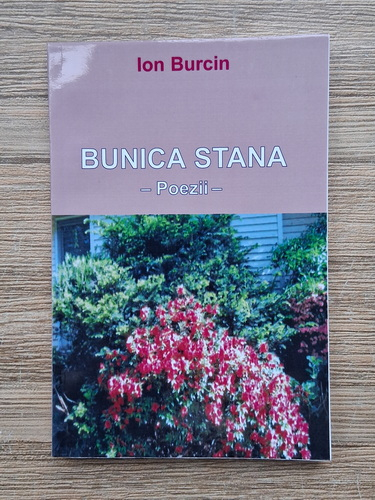 Ion Burcin
BUNICA STANA
– Poezii –